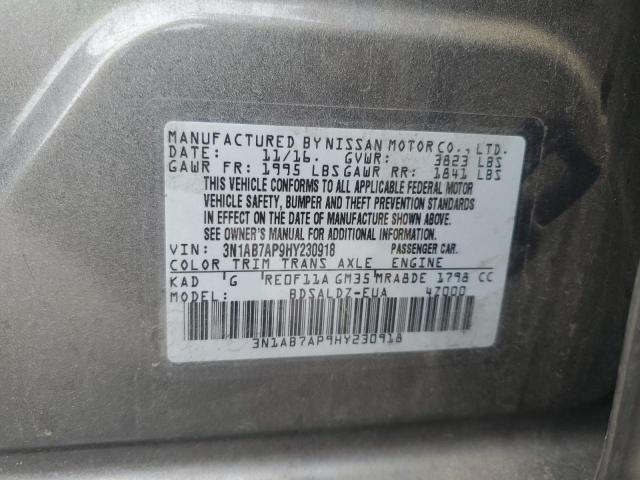 MANUFACTURED BY NISSAN MOTOR CO., LTD.
DATE: 11/16. GVWR: 3823 LBS
GAWR FR: 1995 LBS GAWR RR: 1841 LBS
THIS VEHICLE CONFORMS TO ALL APPLICABLE FEDERAL MOTOR
VEHICLE SAFETY, BUMPER AND THEFT PREVENTION STANDARDS
IN EFFECT ON THE DATE OF MANUFACTURE SHOWN ABOVE.
SEE OWNER'S MANUAL FOR ADDITIONAL INFORMATION.
VIN: 3N1AB7AP9HY230918 PASSENGER CAR.
COLOR TRIM TRANS AXLE ENGINE
KAD G RE0F11A GM35 MRA8DE 1798 CC
MODEL: BDSALDZ-EUA 4Z000
3N1AB7AP9HY230918